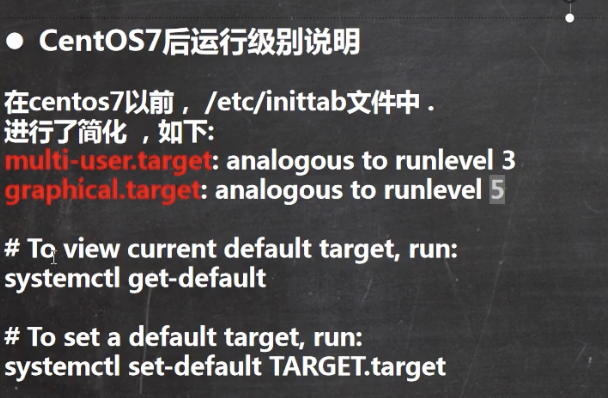 ● CentOS7后运行级别说明
在centos7以前， /etc/inittab文件中 .
进行了简化 ，如下:
multi-user.target: analogous to runlevel 3
graphical.target: analogous to runlevel 5
# To view current default target, run:
systemctl get-default
# To set a default target, run:
systemctl set-default TARGET.target